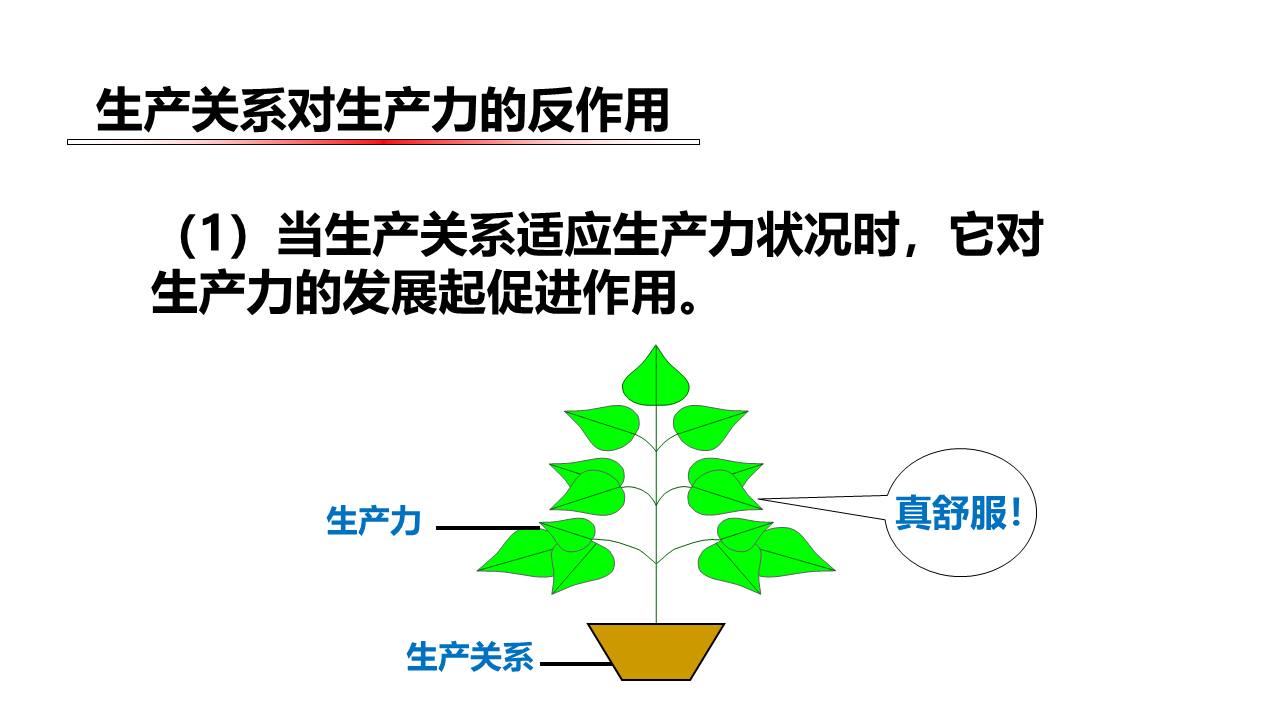 生产关系对生产力的反作用
（1）当生产关系适应生产力状况时，它对
生产力的发展起促进作用。
真舒服！
生产力
生产关系